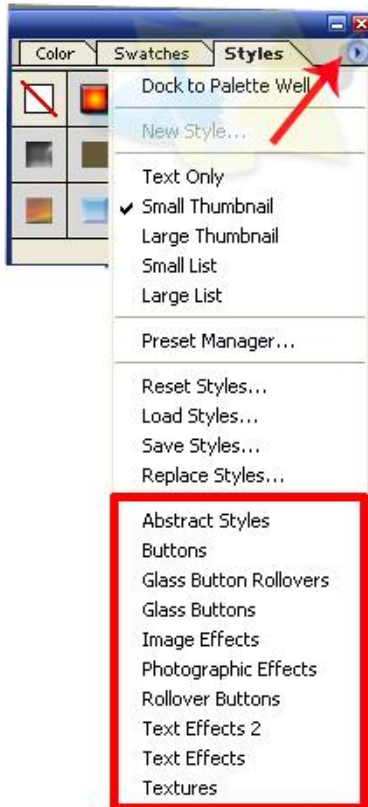 Color Swatches Styles
Dock to Palette Well
New Style...
Text Only
Small Thumbnail
Large Thumbnail
Small List
Large List
Preset Manager...
Reset Styles...
Load Styles...
Save Styles...
Replace Styles...
Abstract Styles
Buttons
Glass Button Rollovers
Glass Buttons
Image Effects
Photographic Effects
Rollover Buttons
Text Effects 2
Text Effects
Textures